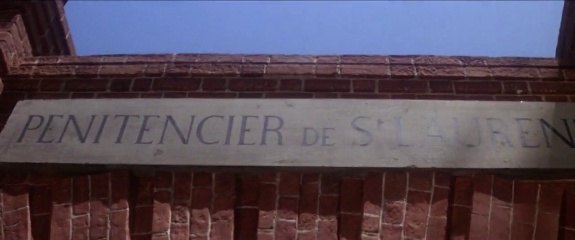 PENITENCIER DE ST LAUREN